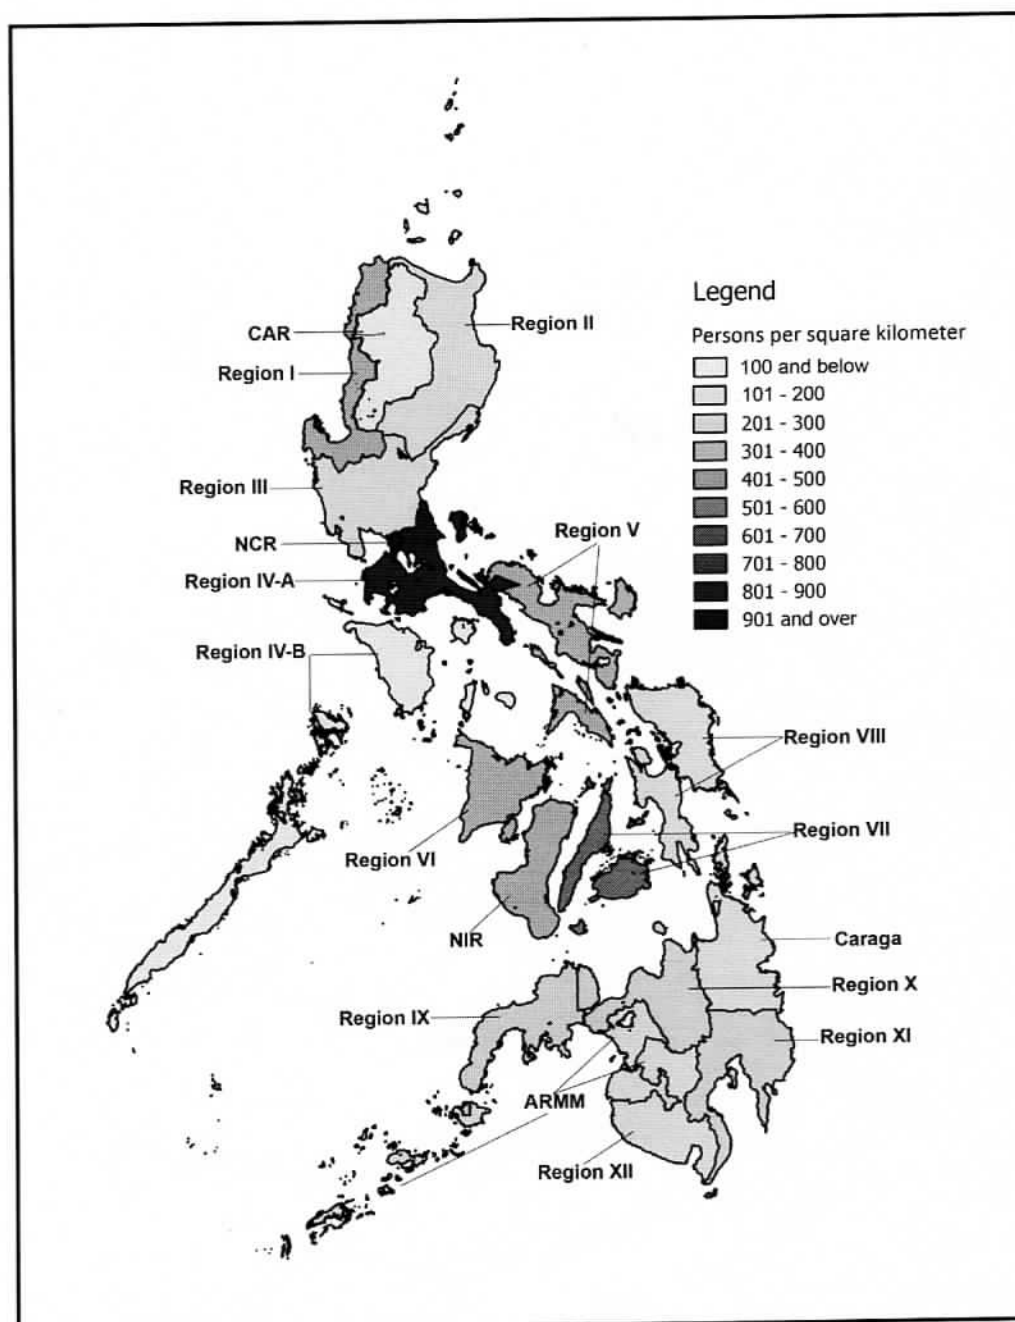 Legend
Persons per square kilometer
100 and below
101 - 200
201 - 300
301 - 400
401 - 500
501 - 600
601 - 700
701 - 800
801 - 900
901 and over
CAR
Region II
Region I
Region III
Region V
NCR
Region IV-A
Region IV-B
Region VIII
Region VII
Region VI
NIR
Caraga
Region X
Region IX
Region XI
ARMM
Region XII